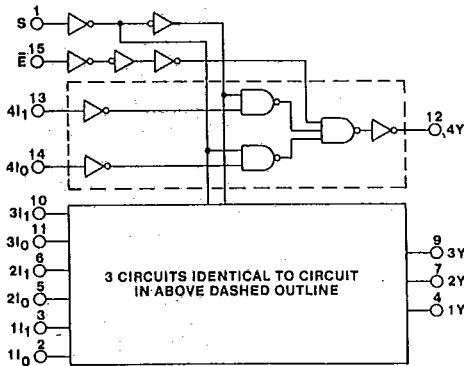 1
S
15
E̅
13
4I₁
12
4Y
14
4I₀
10
3I₁
11
3I₀
6
2I₁
5
2I₀
3
1I₁
2
1I₀
3 CIRCUITS IDENTICAL TO CIRCUIT
IN ABOVE DASHED OUTLINE
9
3Y
7
2Y
4
1Y